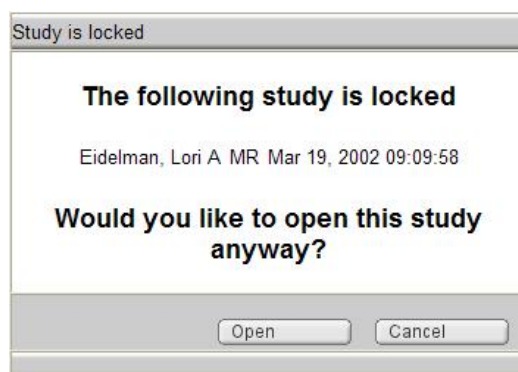 Study is locked
The following study is locked
Eidelman, Lori A MR Mar 19, 2002 09:09:58
Would you like to open this study
anyway?
Open Cancel